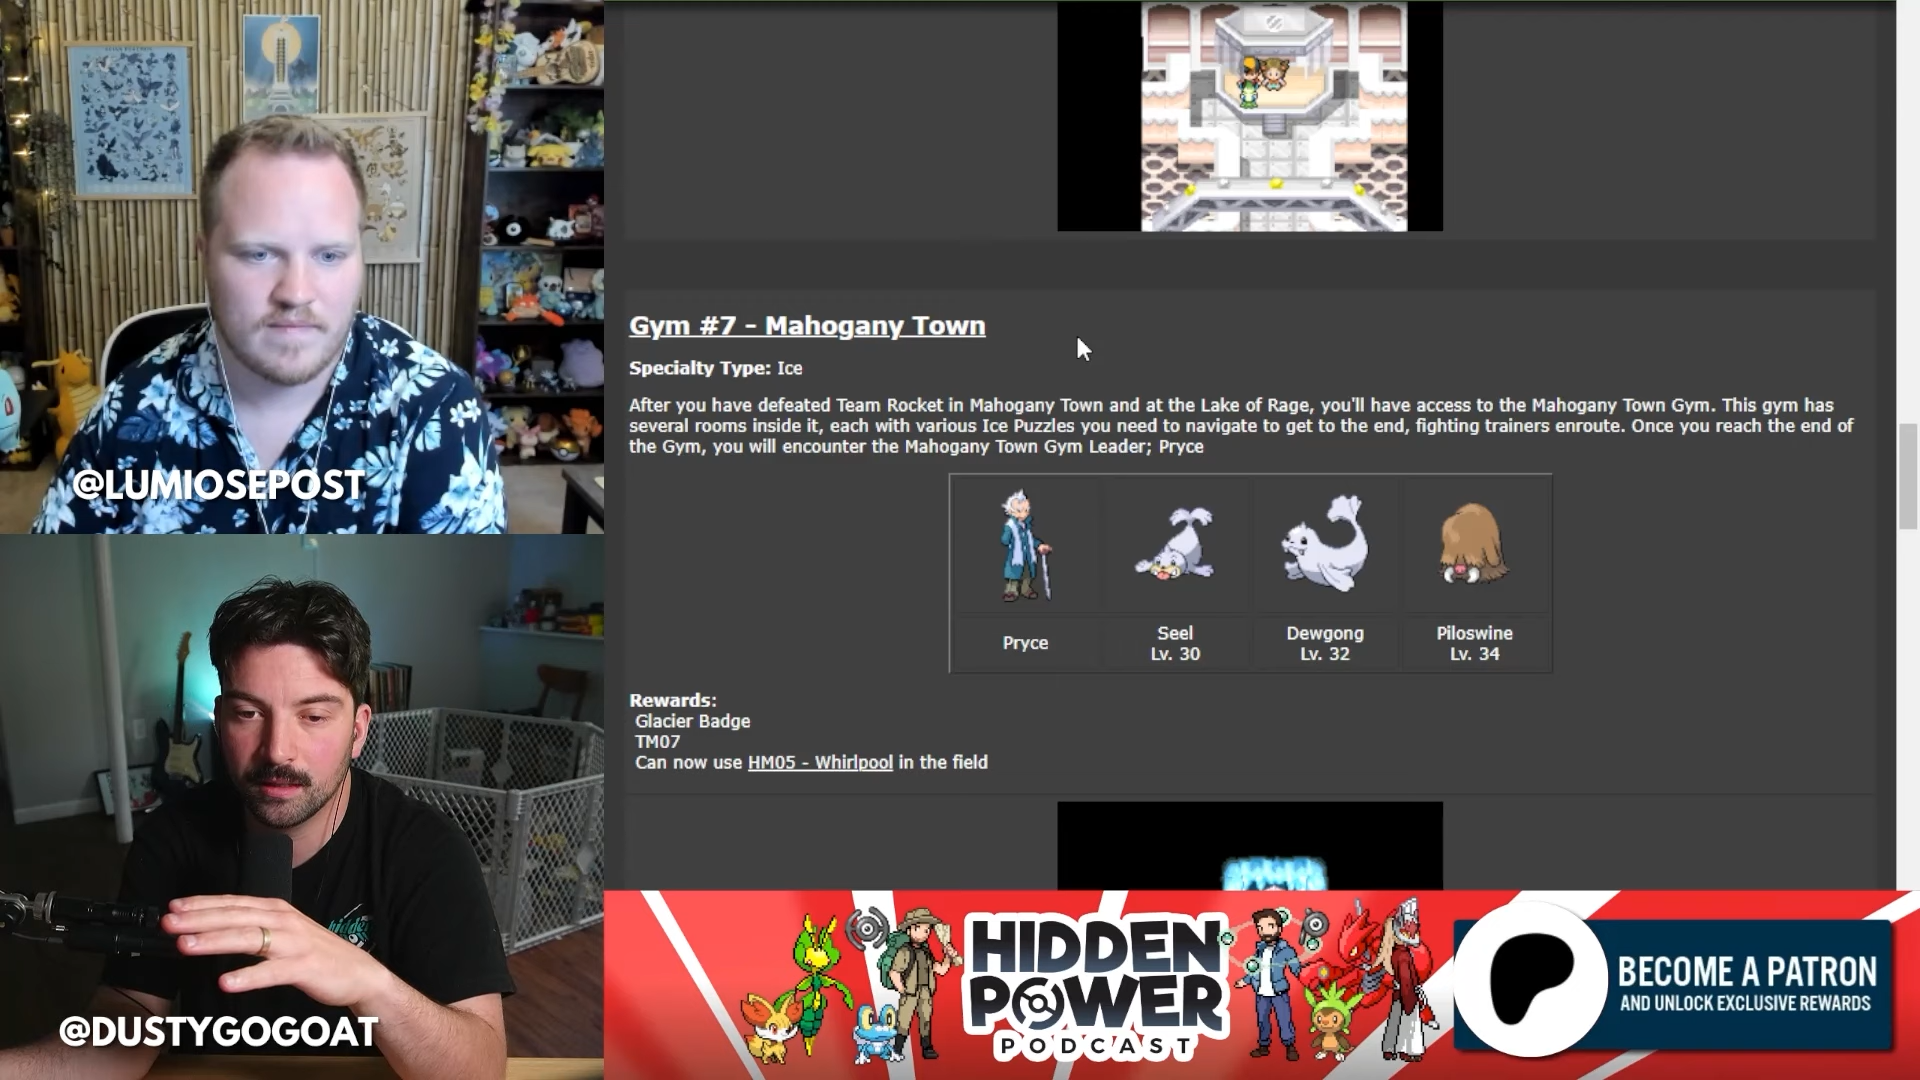 @LUMIOSEPOST
@DUSTYGOGOAT
Gym #7 - Mahogany Town
Specialty Type: Ice
After you have defeated Team Rocket in Mahogany Town and at the Lake of Rage, you'll have access to the Mahogany Town Gym. This gym has
several rooms inside it, each with various Ice Puzzles you need to navigate to get to the end, fighting trainers enroute. Once you reach the end of
the Gym, you will encounter the Mahogany Town Gym Leader; Pryce
Pryce
Seel
Lv. 30
Dewgong
Lv. 32
Piloswine
Lv. 34
Rewards:
Glacier Badge
TM07
Can now use HM05 - Whirlpool in the field
HIDDEN
POWER
PODCAST
BECOME A PATRON
AND UNLOCK EXCLUSIVE REWARDS